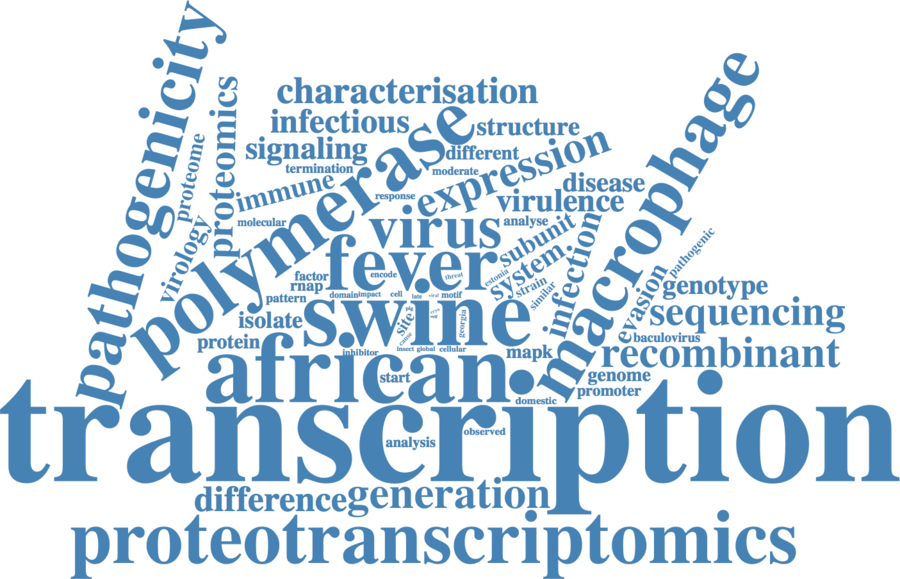 pathogenicity
macrophage
characterisation
proteomics
polymerase
infectious
structure
signaling
different
expression
termination
moderate
proteome
immune
disease
response
virulence
molecular
virus
analyse
virology
subunit
infection
pathogenic
fever
system
factor
encode
threat
estonia
rnap
strain
evasion
genotype
pattern
domain
impact
cell
late
viral
motif
similar
swine
site
georgia
sequencing
isolate
cause
baculovirus
protein
inhibitor
insect
global
cellular
mapk
recombinant
african
start
genome
promoter
domestic
transcription
observed
analysis
difference
generation
proteotranscriptomics